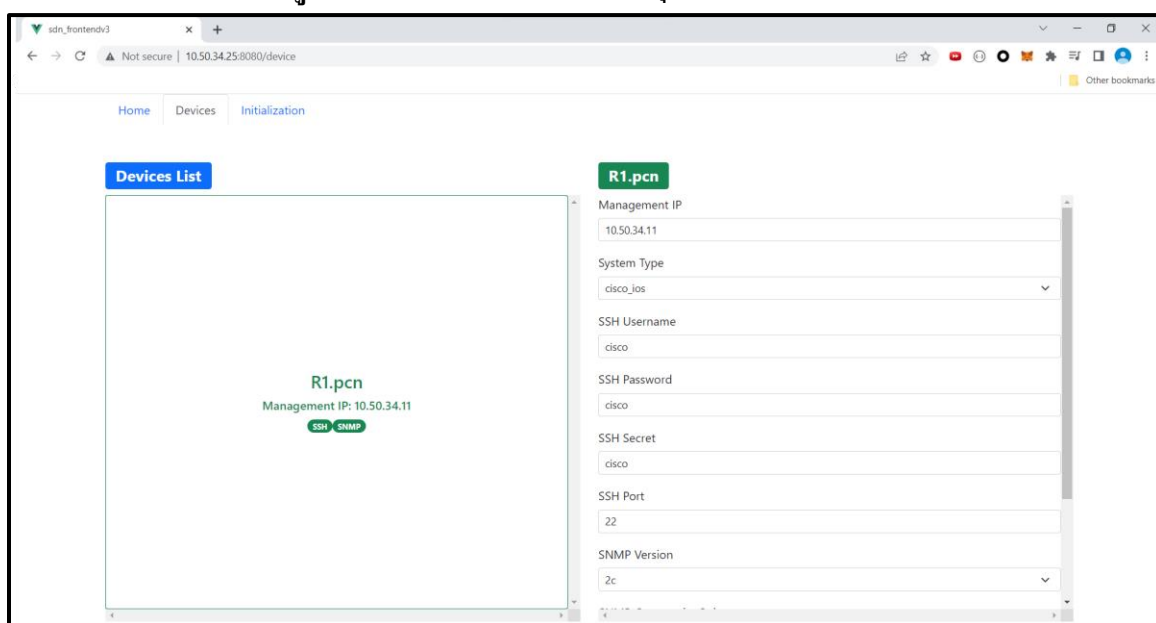 sdn_frontendv3
Not secure | 10.50.34.25:8080/device
Other bookmarks
Home Devices Initialization
Devices List
R1.pcn
Management IP: 10.50.34.11
SSH SNMP
R1.pcn
Management IP
10.50.34.11
System Type
cisco_ios
SSH Username
cisco
SSH Password
cisco
SSH Secret
cisco
SSH Port
22
SNMP Version
2c